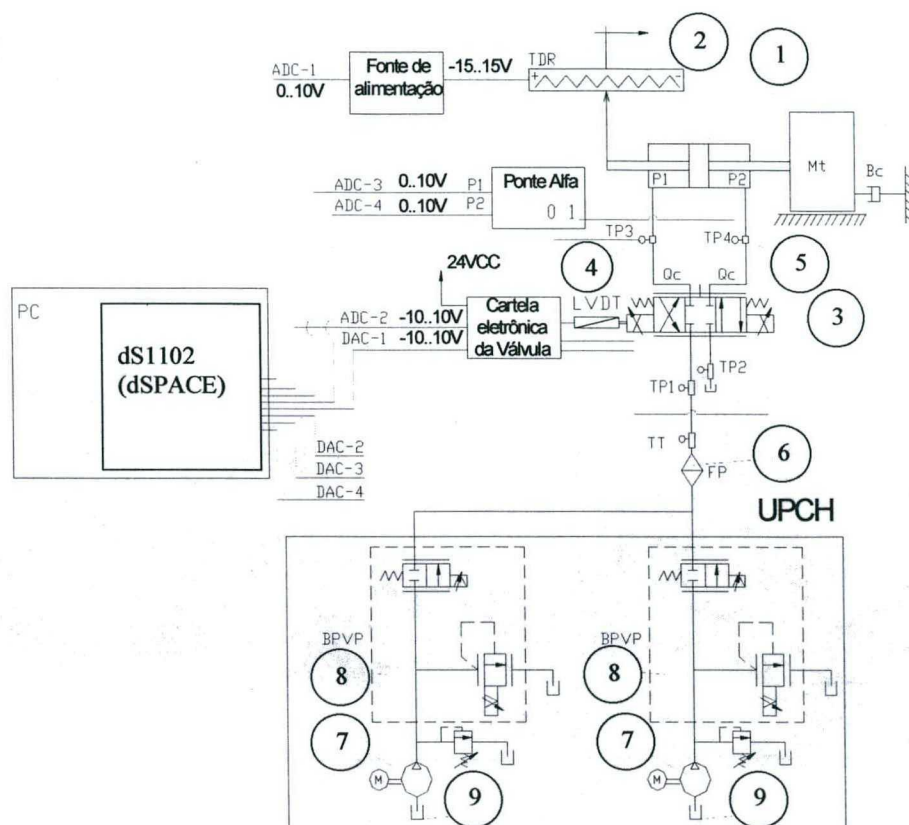 2
1
TDR
ADC-1
0..10V
Fonte de
alimentação
-15..15V
+
-
Mt
Bc
P1
P2
ADC-3
0..10V
P1
ADC-4
0..10V
P2
Ponte Alfa
0 1
TP3
TP4
4
5
24VCC
Qc
Qc
LVDT
3
PC
dS1102
(dSPACE)
ADC-2
-10..10V
DAC-1
-10..10V
Cartela
eletrônica
da Válvula
TP2
TP1
TT
6
FP
DAC-2
DAC-3
DAC-4
UPCH
BPVP
8
7
M
9
BPVP
8
7
M
9